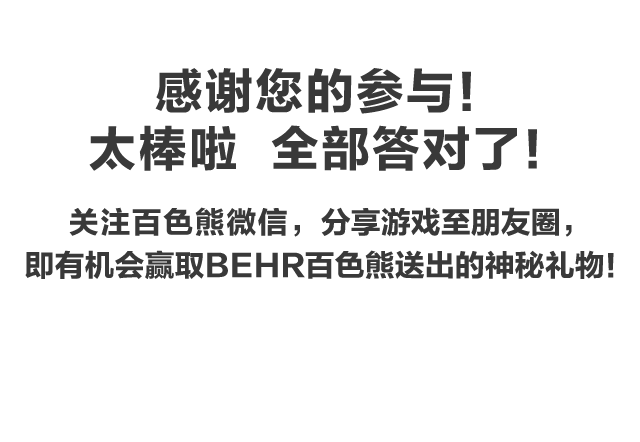 感谢您的参与!
太棒啦 全部答对了!
关注百色熊微信，分享游戏至朋友圈，
即有机会赢取BEHR百色熊送出的神秘礼物!